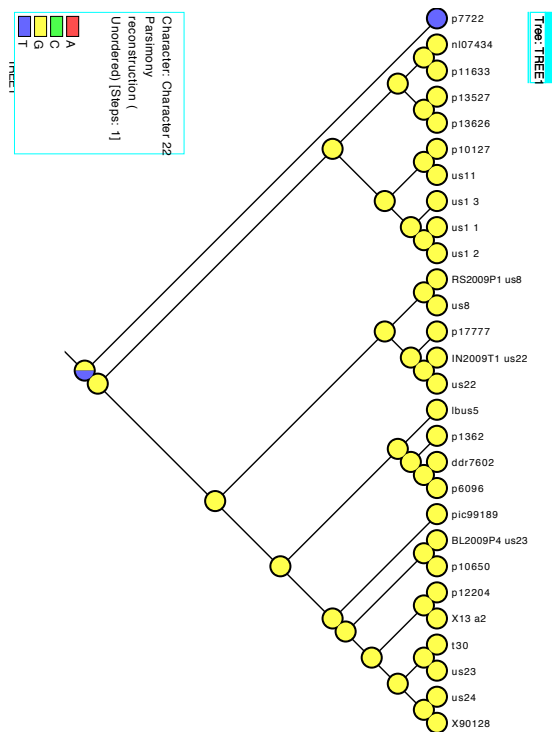 Tree: TREE1
Character: Character 22
Parsimony
reconstruction (
Unordered) [Steps: 1]
A
C
G
T
p7722
nl07434
p11633
p13527
p13626
p10127
us11
us1 3
us1 1
us1 2
RS2009P1 us8
us8
p17777
IN2009T1 us22
us22
lbus5
p1362
ddr7602
p6096
pic99189
BL2009P4 us23
p10650
p12204
X13 a2
t30
us23
us24
X90128